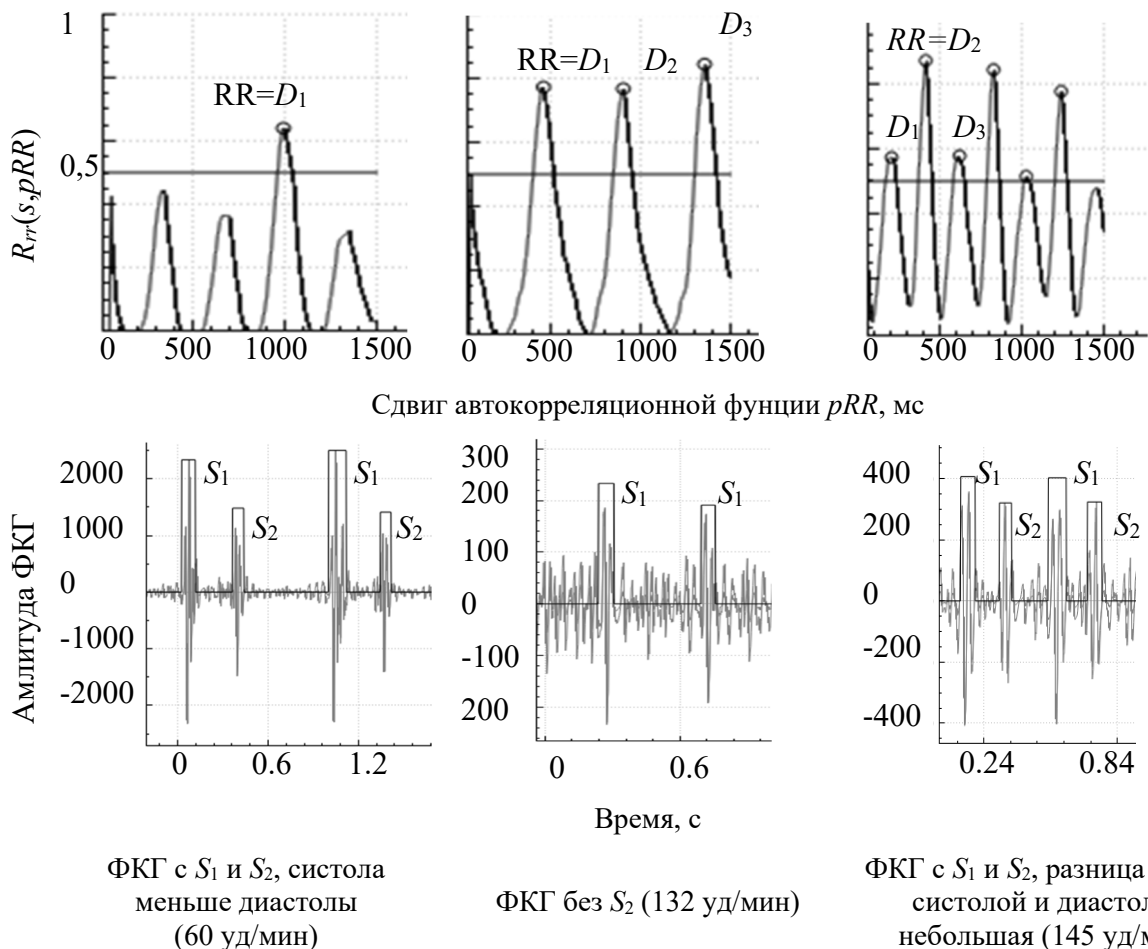 1
D3
RR=D1
D2
RR=D2
RR=D1
D1
D3
0,5
Rrr(s,pRR)
0 500 1000 1500
0 500 1000 1500
0 500 1000 1500
Сдвиг автокорреляционной фунции pRR, мс
2000
1000
0
-1000
-2000
S1
S2
S1
S2
0 0.6 1.2
300
200
100
0
-100
200
S1
S1
0 0.6
400
200
0
-200
-400
S1
S2
S1
S2
0.24 0.84
Амлитуда ФКГ
Время, с
ФКГ с S1 и S2, систола
меньше диастолы
(60 уд/мин)
ФКГ без S2 (132 уд/мин)
ФКГ с S1 и S2, разница
систолой и диастол
небольшая (145 уд/м